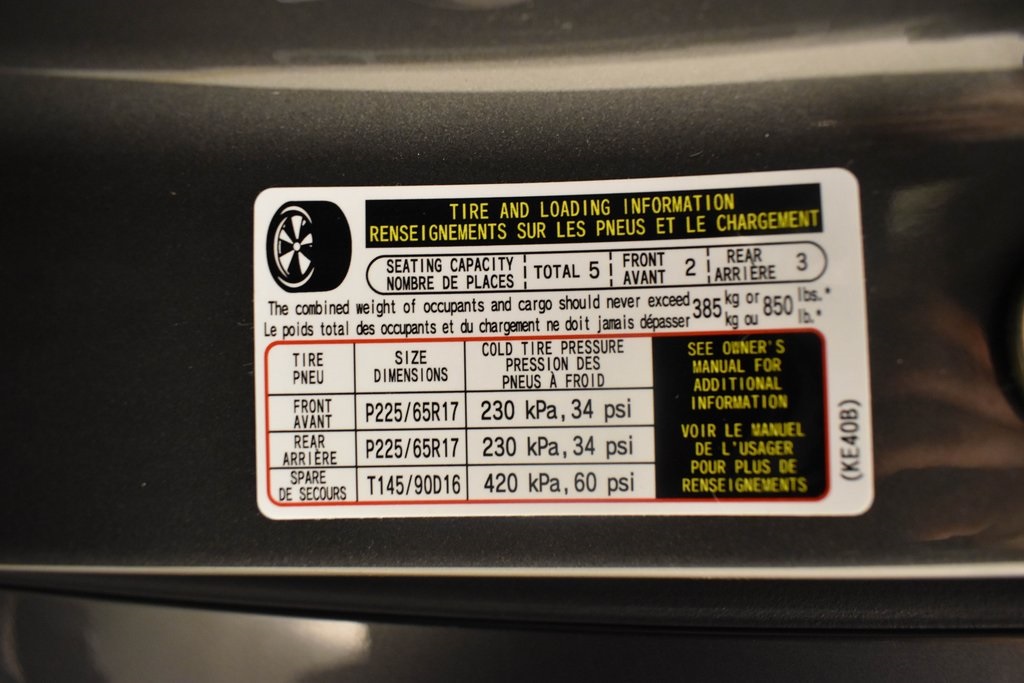 TIRE AND LOADING INFORMATION
RENSEIGNEMENTS SUR LES PNEUS ET LE CHARGEMENT
SEATING CAPACITY
NOMBRE DE PLACES
TOTAL 5
FRONT
AVANT
2
REAR
ARRIÈRE
3
The combined weight of occupants and cargo should never exceed 385 kg or 850 lbs.*
Le poids total des occupants et du chargement ne doit jamais dépasser kg ou lb.*
TIRE
PNEU
SIZE
DIMENSIONS
COLD TIRE PRESSURE
PRESSION DES
PNEUS À FROID
FRONT
AVANT
P225/65R17
230 kPa, 34 psi
REAR
ARRIÈRE
P225/65R17
230 kPa, 34 psi
SPARE
DE SECOURS
T145/90D16
420 kPa, 60 psi
SEE OWNER'S
MANUAL FOR
ADDITIONAL
INFORMATION
VOIR LE MANUEL
DE L'USAGER
POUR PLUS DE
RENSEIGNEMENTS
(KE40B)